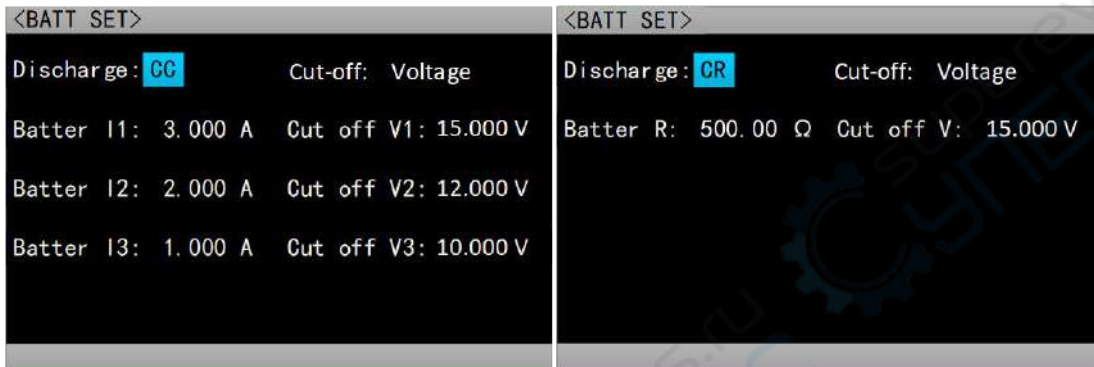 <BATT SET>
Discharge: CC Cut-off: Voltage
Batter I1: 3.000 A Cut off V1: 15.000 V
Batter I2: 2.000 A Cut off V2: 12.000 V
Batter I3: 1.000 A Cut off V3: 10.000 V
<BATT SET>
Discharge: CR Cut-off: Voltage
Batter R: 500.00 Ω Cut off V: 15.000 V